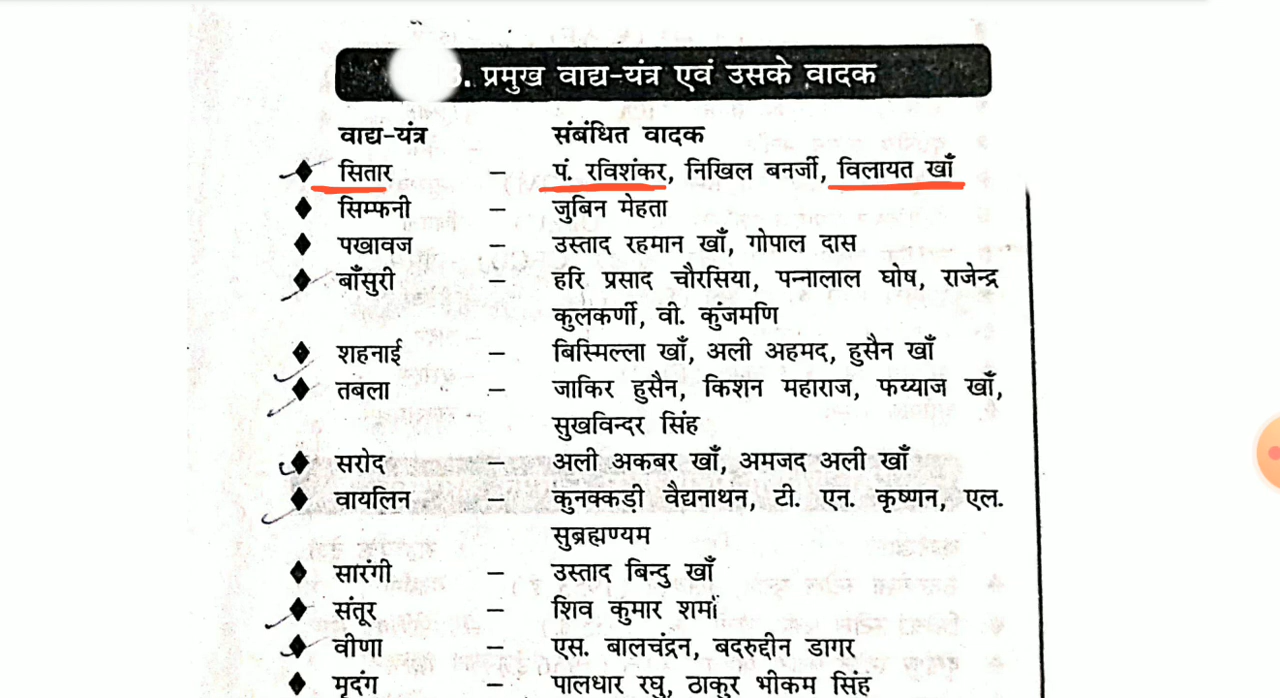 3. प्रमुख वाद्य-यंत्र एवं उसके वादक
वाद्य-यंत्र संबंधित वादक
सितार – पं. रविशंकर, निखिल बनर्जी, विलायत खाँ
सिम्फनी – जुबिन मेहता
पखावज – उस्ताद रहमान खाँ, गोपाल दास
बाँसुरी – हरि प्रसाद चौरसिया, पन्नालाल घोष, राजेन्द्र
कुलकर्णी, वी. कुंजमणि
शहनाई – बिस्मिल्ला खाँ, अली अहमद, हुसैन खाँ
तबला – जाकिर हुसैन, किशन महाराज, फय्याज खाँ,
सुखविन्दर सिंह
सरोद – अली अकबर खाँ, अमजद अली खाँ
वायलिन – कुनक्कड़ी वैद्यनाथन, टी. एन. कृष्णन, एल.
सुब्रह्मण्यम
सारंगी – उस्ताद बिन्दु खाँ
संतूर – शिव कुमार शर्मा
वीणा – एस. बालचंद्रन, बदरुद्दीन डागर
मृदंग – पालधार रघु, ठाकुर भीकम सिंह